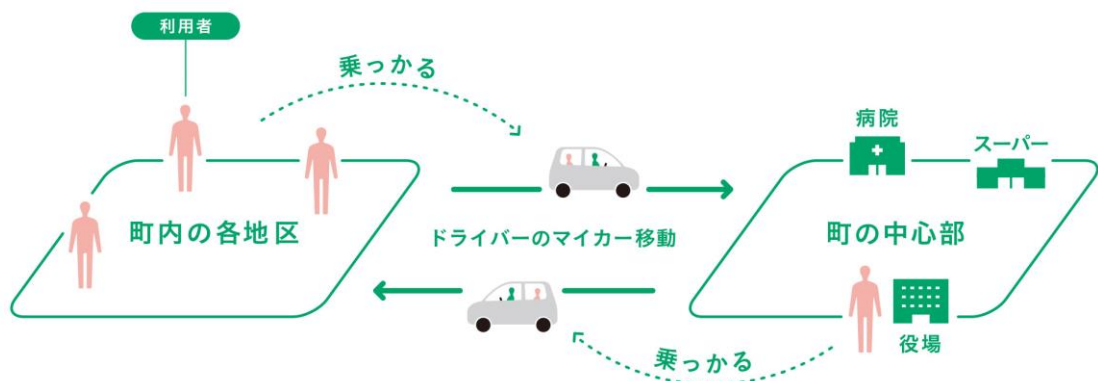 利用者
乗っかる
病院
スーパー
町内の各地区
ドライバーのマイカー移動
町の中心部
役場
乗っかる